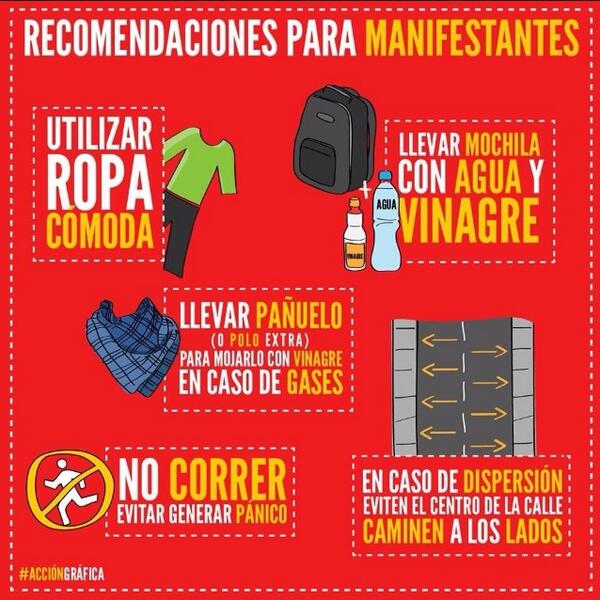 RECOMENDACIONES PARA MANIFESTANTES
UTILIZAR
ROPA
CÓMODA
LLEVAR MOCHILA
CON AGUA Y
VINAGRE
+
AGUA
VINAGRE
LLEVAR PAÑUELO
(O POLO EXTRA)
PARA MOJARLO CON VINAGRE
EN CASO DE GASES
NO CORRER
EVITAR GENERAR PÁNICO
EN CASO DE DISPERSIÓN
EVITEN EL CENTRO DE LA CALLE
CAMINEN A LOS LADOS
#ACCIÓNGRÁFICA